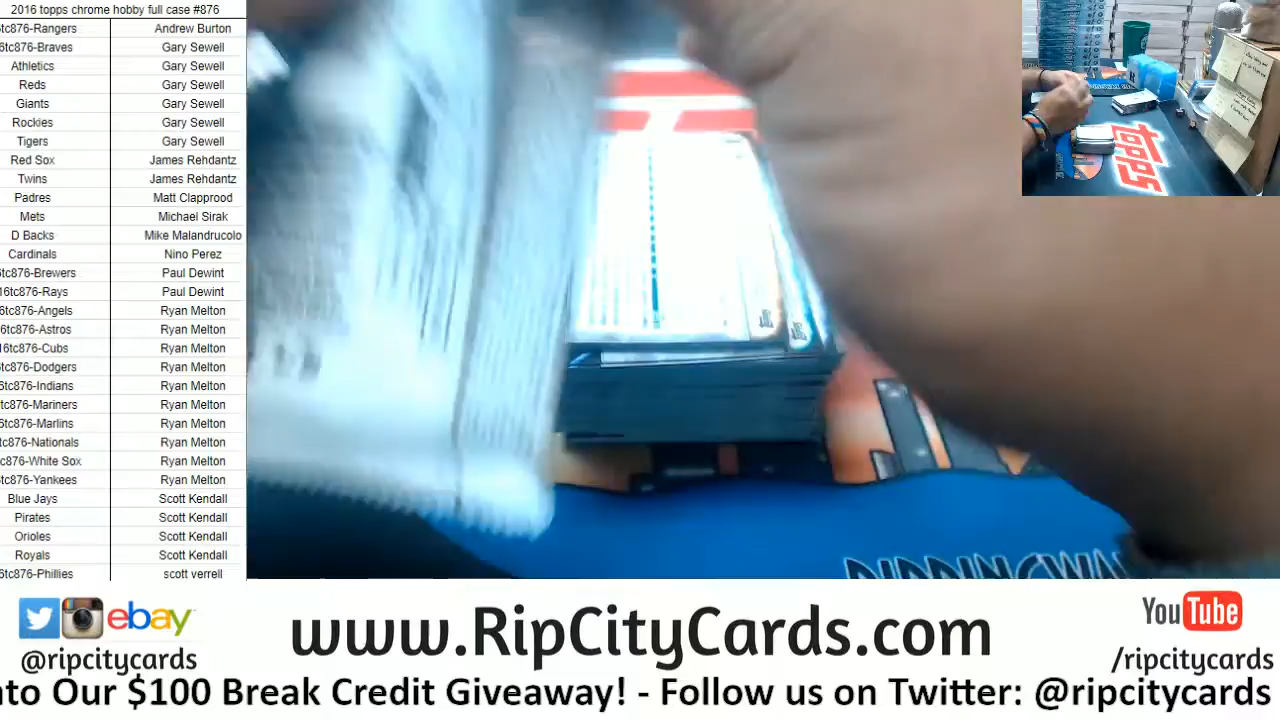 2016 topps chrome hobby full case #876
tc876-Rangers Andrew Burton
6tc876-Braves Gary Sewell
Athletics Gary Sewell
Reds Gary Sewell
Giants Gary Sewell
Rockies Gary Sewell
Tigers Gary Sewell
Red Sox James Rehdantz
Twins James Rehdantz
Padres Matt Clapprood
Mets Michael Sirak
D Backs Mike Malandrucolo
Cardinals Nino Perez
6tc876-Brewers Paul Dewint
16tc876-Rays Paul Dewint
6tc876-Angels Ryan Melton
6tc876-Astros Ryan Melton
16tc876-Cubs Ryan Melton
6tc876-Dodgers Ryan Melton
6tc876-Indians Ryan Melton
tc876-Mariners Ryan Melton
6tc876-Marlins Ryan Melton
tc876-Nationals Ryan Melton
c876-White Sox Ryan Melton
tc876-Yankees Ryan Melton
Blue Jays Scott Kendall
Pirates Scott Kendall
Orioles Scott Kendall
Royals Scott Kendall
6tc876-Phillies scott verrell
topps
ebay
@ripcitycards
www.RipCityCards.com
YouTube
/ripcitycards
nto Our $100 Break Credit Giveaway! - Follow us on Twitter: @ripcitycards